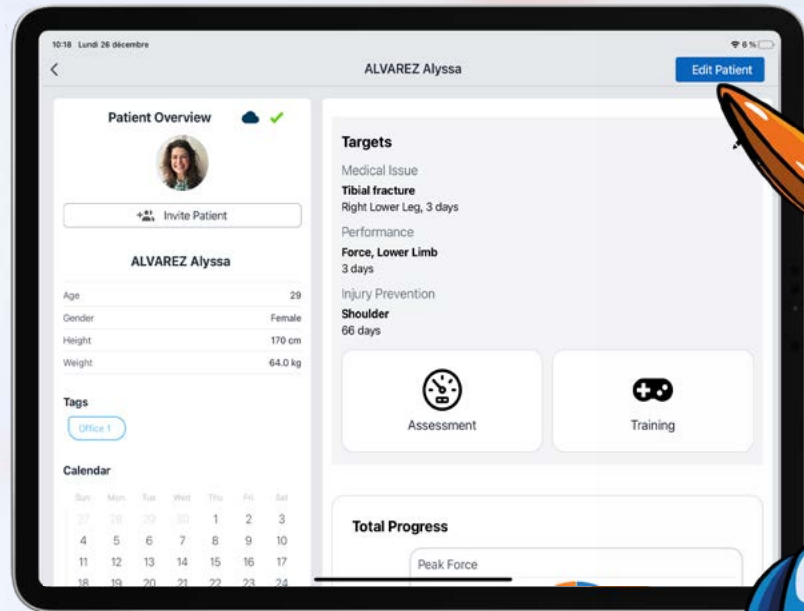 10:18 Lundi 26 décembre
6 %
ALVAREZ Alyssa
Edit Patient
Patient Overview
Invite Patient
ALVAREZ Alyssa
Age 29
Gender Female
Height 170 cm
Weight 64.0 kg
Tags
Office 1
Calendar
Sun Mon Tue Wed Thu Fri Sat
27 28 29 30 1 2 3
4 5 6 7 8 9 10
11 12 13 14 15 16 17
18 19 20 21 22 23 24
Targets
Medical Issue
Tibial fracture
Right Lower Leg, 3 days
Performance
Force, Lower Limb
3 days
Injury Prevention
Shoulder
66 days
Assessment
Training
Total Progress
Peak Force